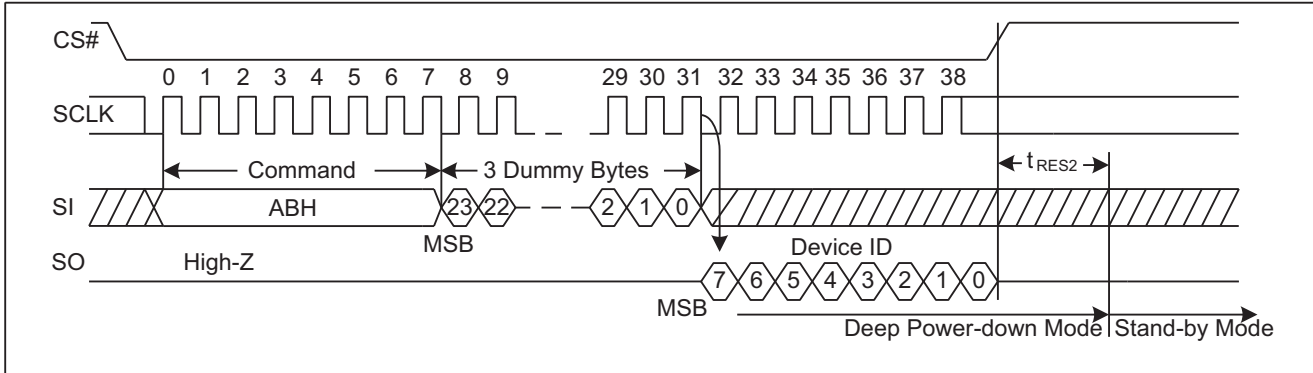 CS#
0 1 2 3 4 5 6 7 8 9 29 30 31 32 33 34 35 36 37 38
SCLK
Command 3 Dummy Bytes tRES2
SI ABH 23 22 2 1 0
MSB Device ID
SO High-Z
7 6 5 4 3 2 1 0
MSB
Deep Power-down Mode Stand-by Mode